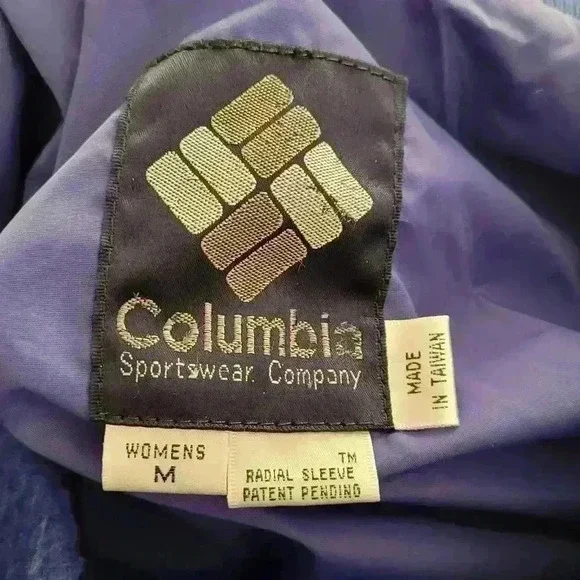 Columbia
Sportswear Company
MADE
IN TAIWAN
WOMENS
M
TM
RADIAL SLEEVE
PATENT PENDING